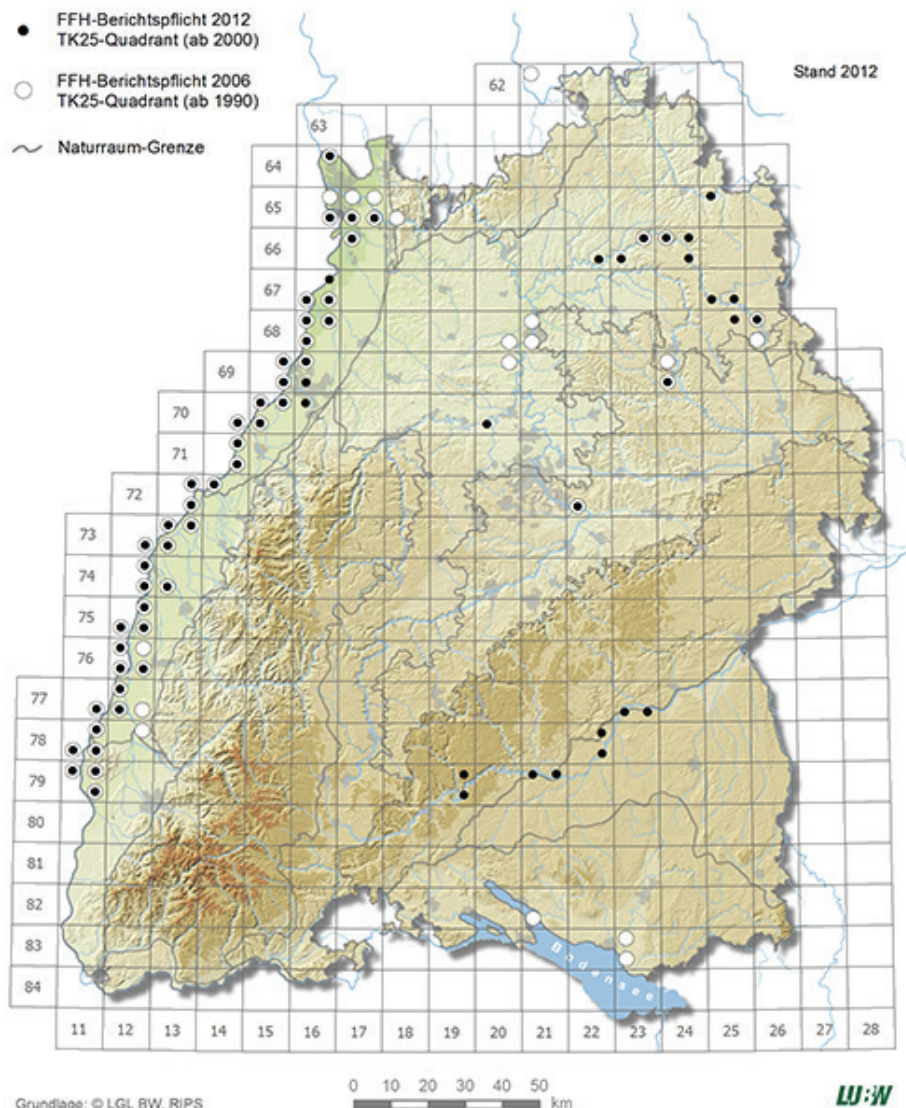 FFH-Berichtspflicht 2012
TK25-Quadrant (ab 2000)
FFH-Berichtspflicht 2006
TK25-Quadrant (ab 1990)
Naturraum-Grenze
Stand 2012
62
63
64
65
66
67
68
69
70
71
72
73
74
75
76
77
78
79
80
81
82
83
84
Bodensee
11 12 13 14 15 16 17 18 19 20 21 22 23 24 25 26 27 28
0 10 20 30 40 50
km
Grundlage: © LGL BW, RIPS
LU:W